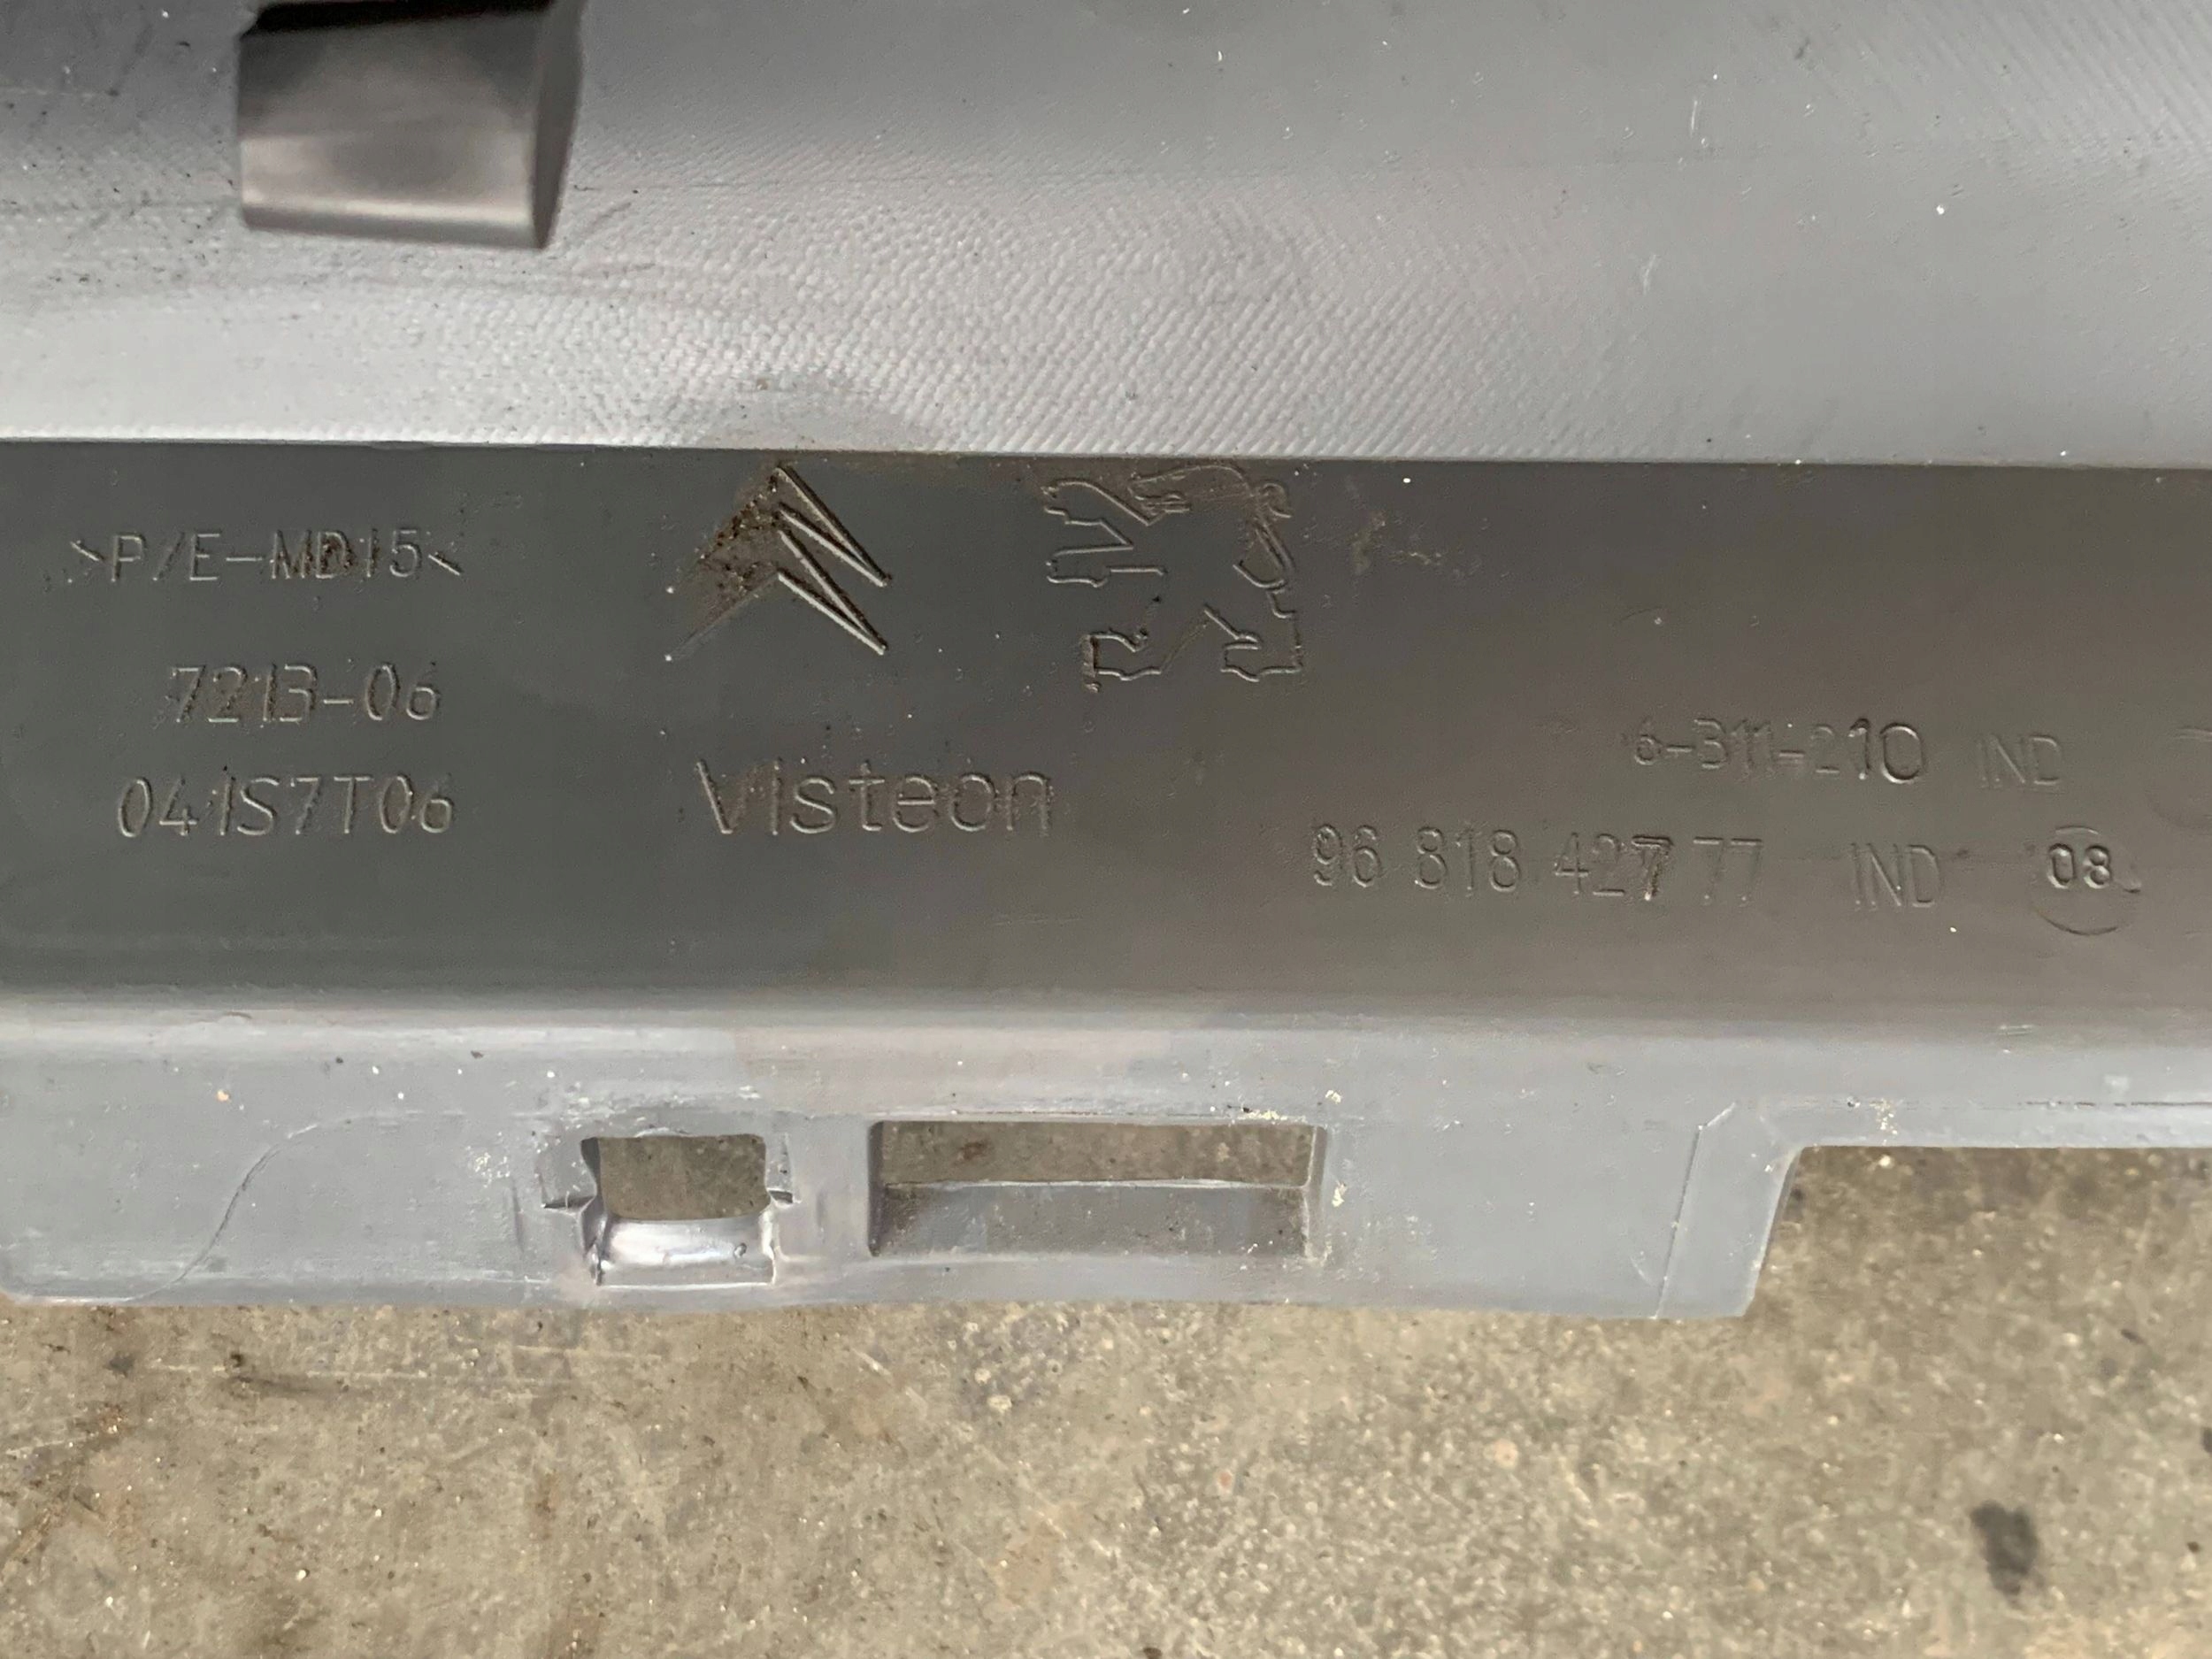 >P/E-MD15<
7213-06
041S7T06
Visteon
6-311-210 IND
96 818 427 77 IND 08